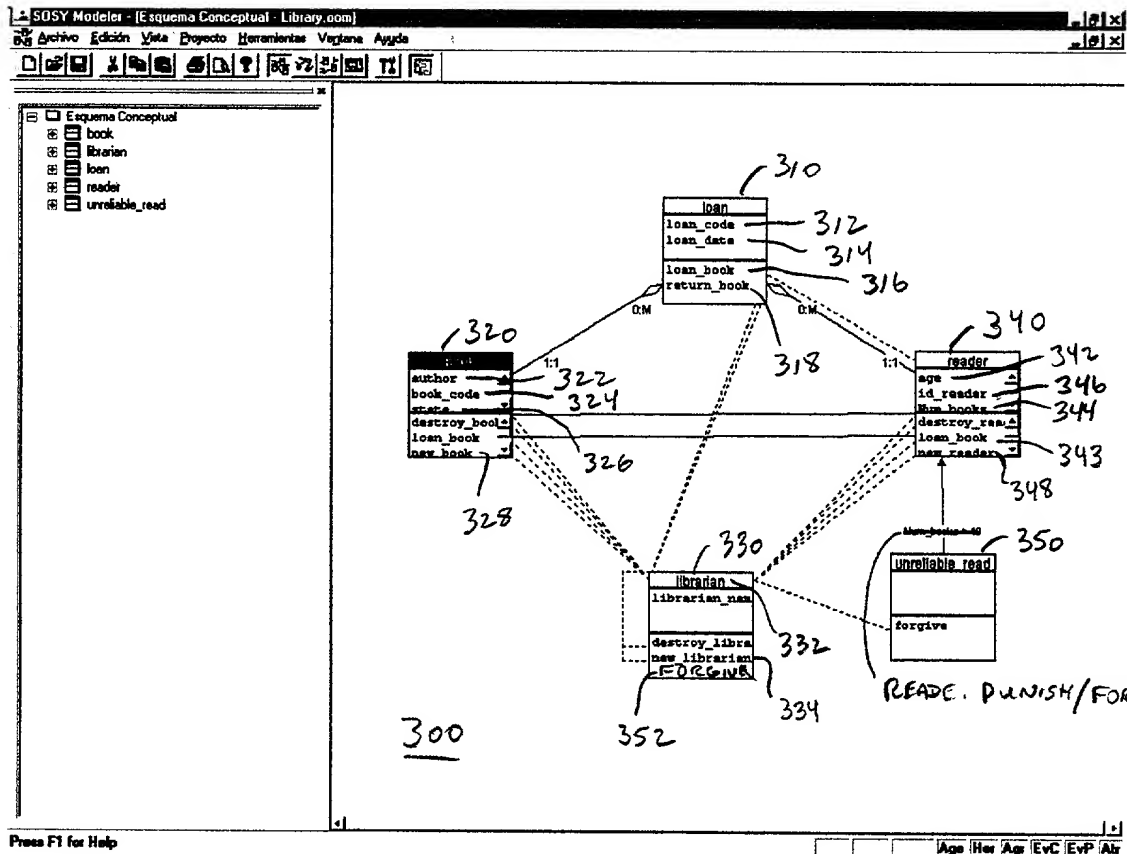 SOSY Modeler - [Esquema Conceptual - Library.oom]
Archivo Edición Vista Proyecto Herramientas Ventana Ayuda
Esquema Conceptual
book
librarian
loan
reader
unreliable_read
310
loan
loan_code
312
loan_date
314
loan_book
316
return_book
318
0:M
0:M
320
1:1
author
322
book_code
324
326
destroy_book
loan_book
new_book
328
340
1:1
reader
age
342
id_reader
346
Num_books
344
destroy_rea
loan_book
343
new_reader
348
330
librarian
332
librarian_nam
destroy_libra
new_librarian
334
FORGIVE
352
350
unreliable_read
forgive
READE. PUNISH/FOR
300
Press F1 for Help
Age Her Agr EvC EvP Atr